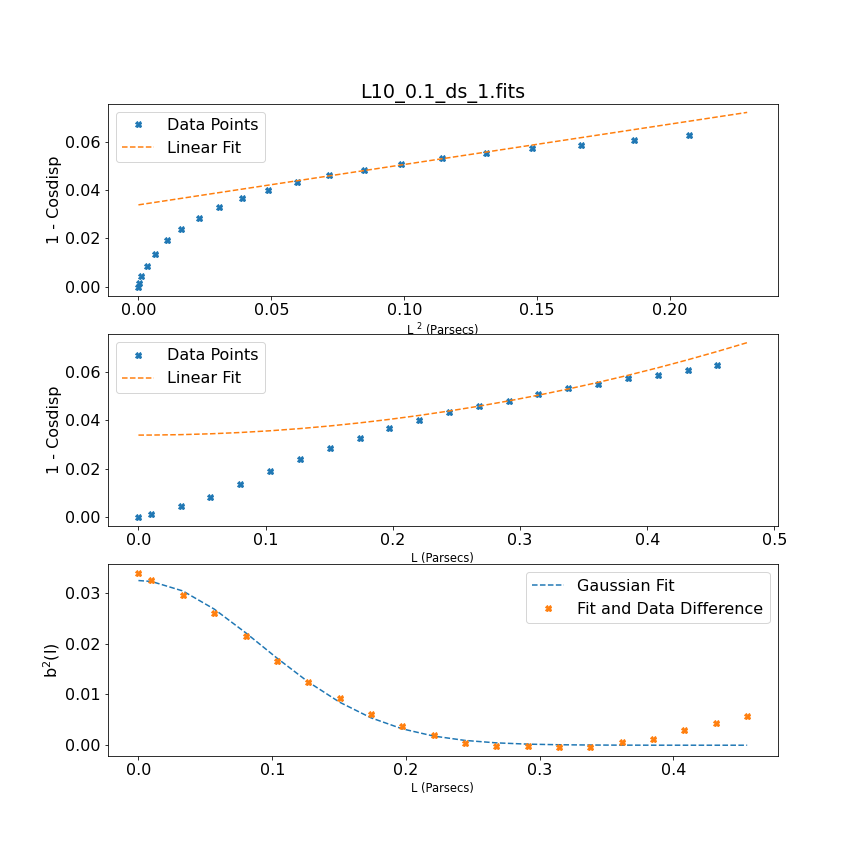 L10_0.1_ds_1.fits
1 - Cosdisp
0.06
0.04
0.02
0.00
Data Points
Linear Fit
0.00 0.05 0.10 0.15 0.20
L ² (Parsecs)
1 - Cosdisp
0.06
0.04
0.02
0.00
Data Points
Linear Fit
0.0 0.1 0.2 0.3 0.4 0.5
L (Parsecs)
b²(l)
0.03
0.02
0.01
0.00
Gaussian Fit
Fit and Data Difference
0.0 0.1 0.2 0.3 0.4
L (Parsecs)